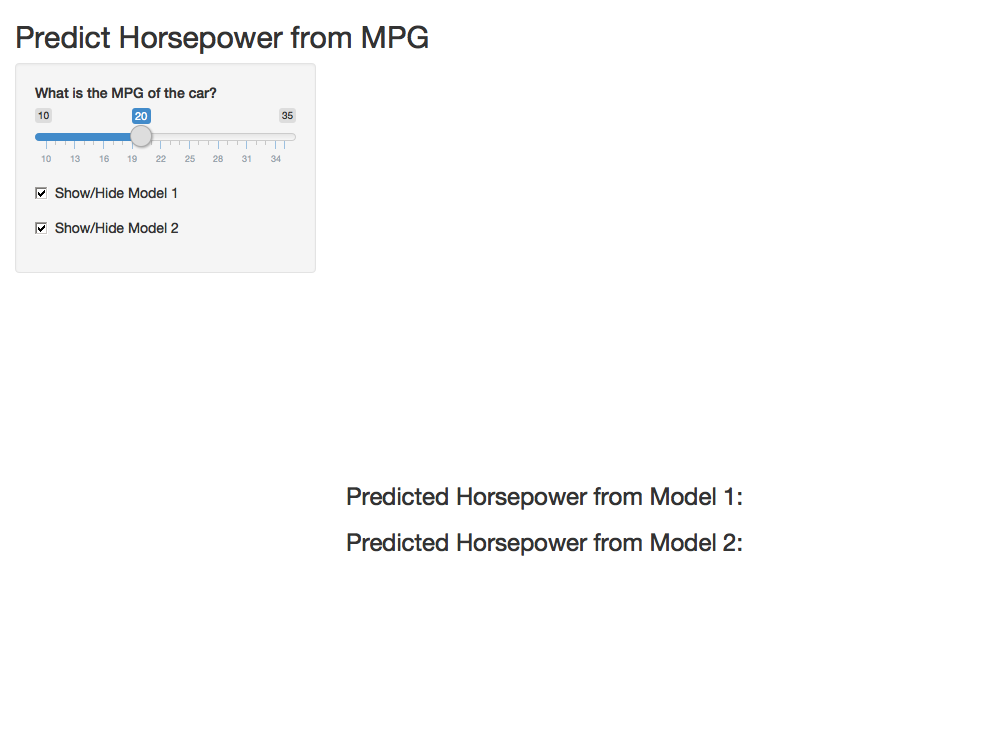 Predict Horsepower from MPG
What is the MPG of the car?
10 20 35
10 13 16 19 22 25 28 31 34
Show/Hide Model 1
Show/Hide Model 2
Predicted Horsepower from Model 1:
Predicted Horsepower from Model 2: